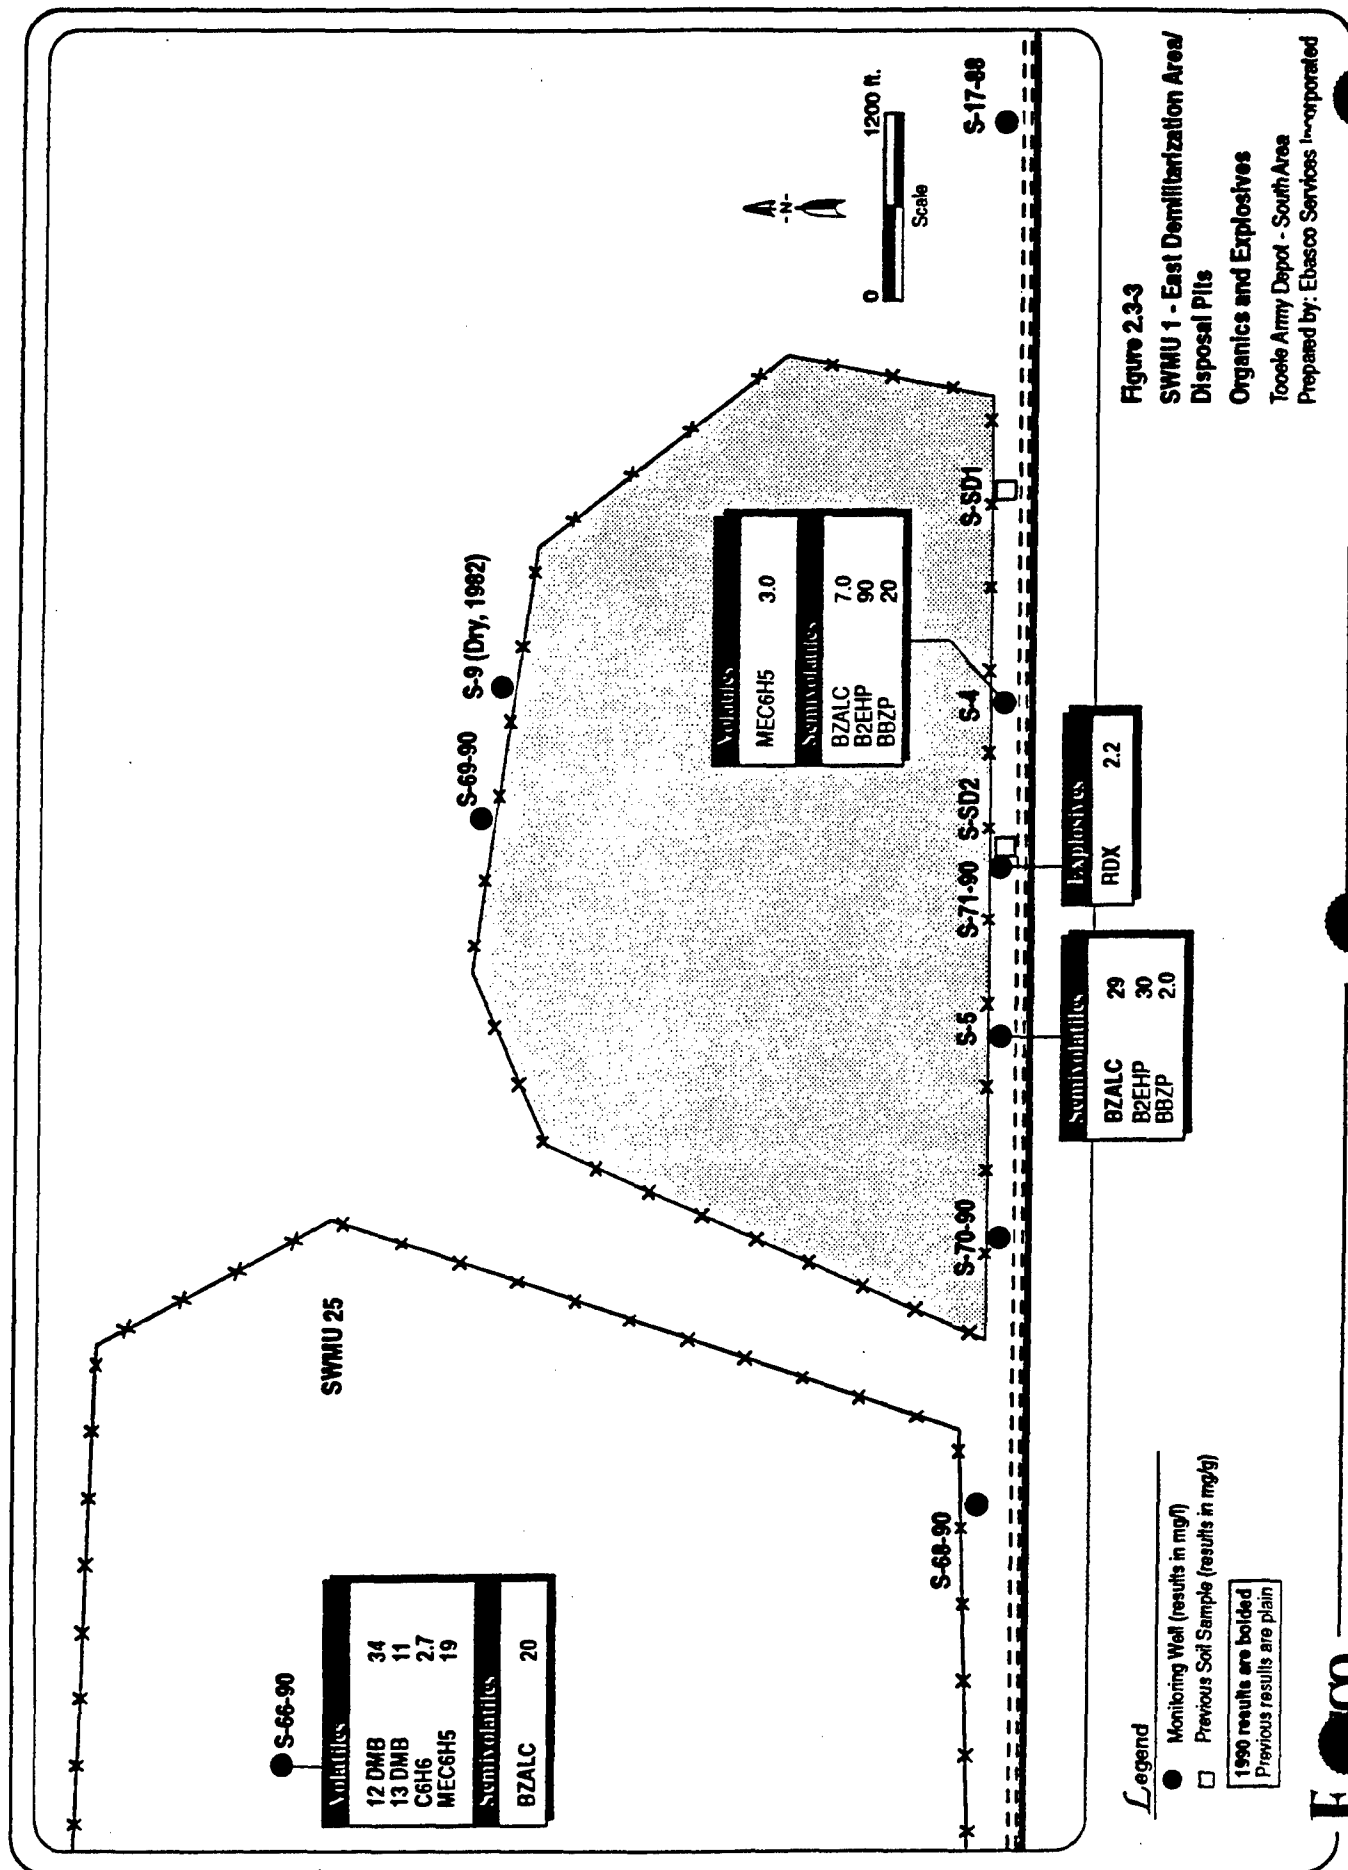 S-66-90
Volatiles
12 DMB 34
13 DMB 11
C6H6 2.7
MEC6H5 19
Semivolatiles
BZALC 20
SWMU 25
S-69-90
S-9 (Dry, 1982)
Volatiles
MEC6H5 3.0
Semivolatiles
BZALC 7.0
B2EHP 90
BBZP 20
-N-
0
1200 ft.
Scale
S-68-90
S-70-90
S-5
S-71-90
S-SD2
S-4
S-SD1
S-17-88
Semivolatiles
BZALC 29
B2EHP 30
BBZP 2.0
Explosives
RDX 2.2
Legend
Monitoring Well (results in mg/l)
Previous Soil Sample (results in mg/g)
1990 results are bolded
Previous results are plain
Figure 2.3-3
SWMU 1 - East Demilitarization Area/
Disposal Pits
Organics and Explosives
Tooele Army Depot - South Area
Prepared by: Ebasco Services Incorporated